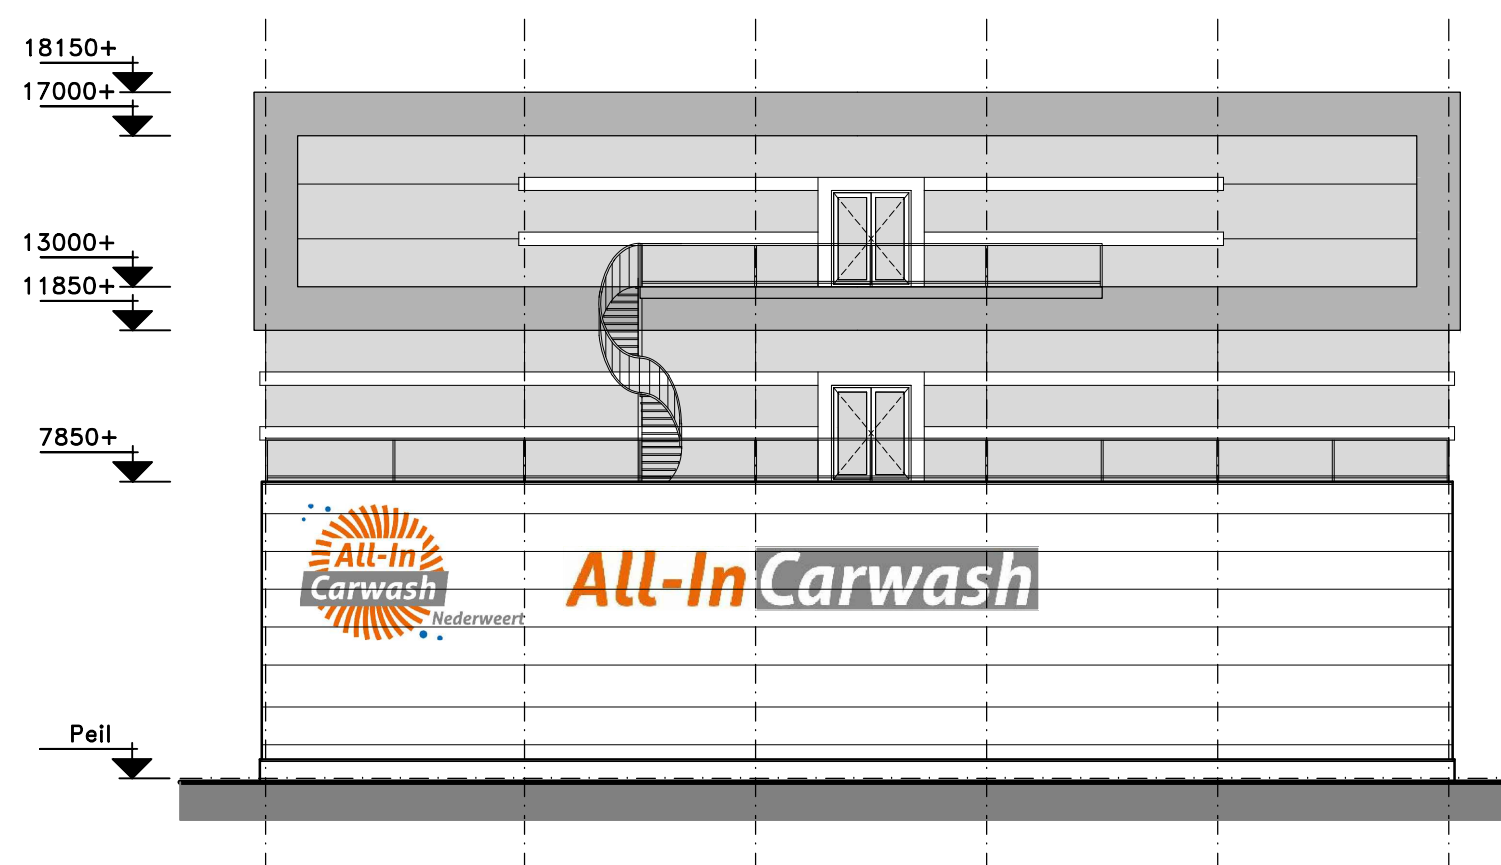 18150+
17000+
13000+
11850+
7850+
All-In
Carwash
Nederweert
All-In Carwash
Peil